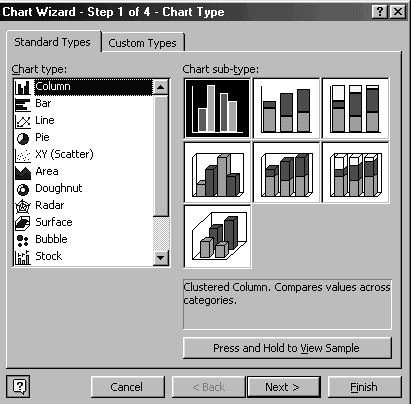 Chart Wizard - Step 1 of 4 - Chart Type
Standard Types
Custom Types
Chart type:
Chart sub-type:
Column
Bar
Line
Pie
XY (Scatter)
Area
Doughnut
Radar
Surface
Bubble
Stock
Clustered Column. Compares values across
categories.
Press and Hold to View Sample
Cancel
< Back
Next >
Finish